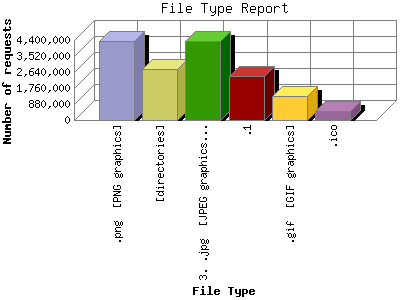 File Type Report
Number of requests
4,400,000
3,520,000
2,640,000
1,760,000
880,000
0
.png [PNG graphics]
[directories]
3. .jpg [JPEG graphics...
.1
.gif [GIF graphics]
.ico
File Type